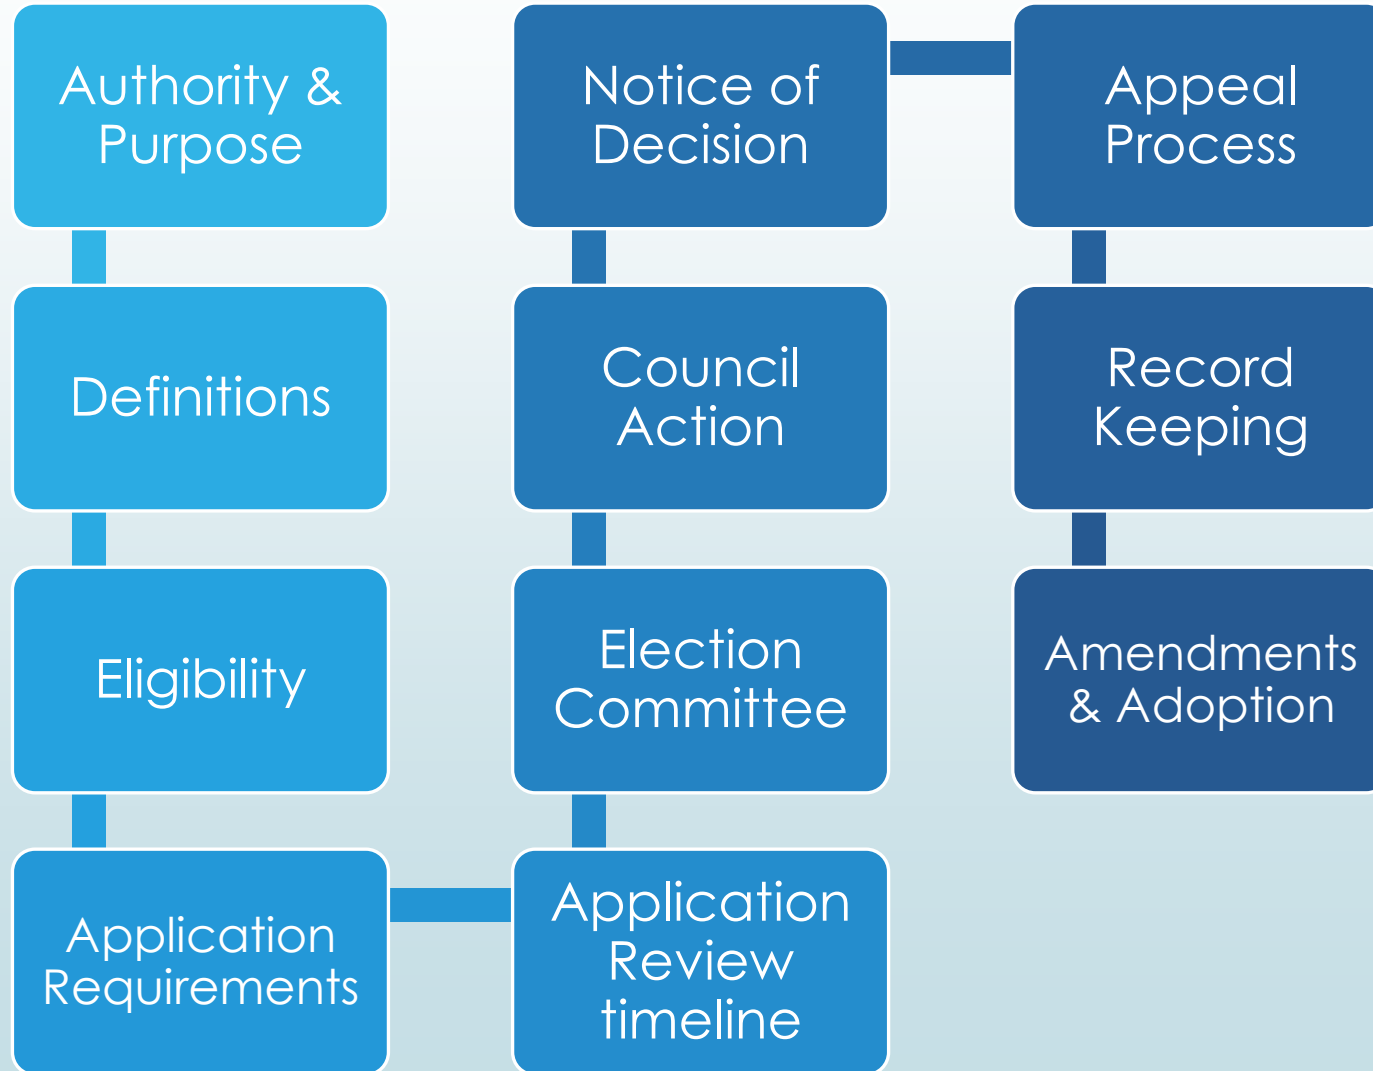 Authority &
Purpose
Definitions
Eligibility
Application
Requirements
Application
Review
timeline
Election
Committee
Council
Action
Notice of
Decision
Appeal
Process
Record
Keeping
Amendments
& Adoption